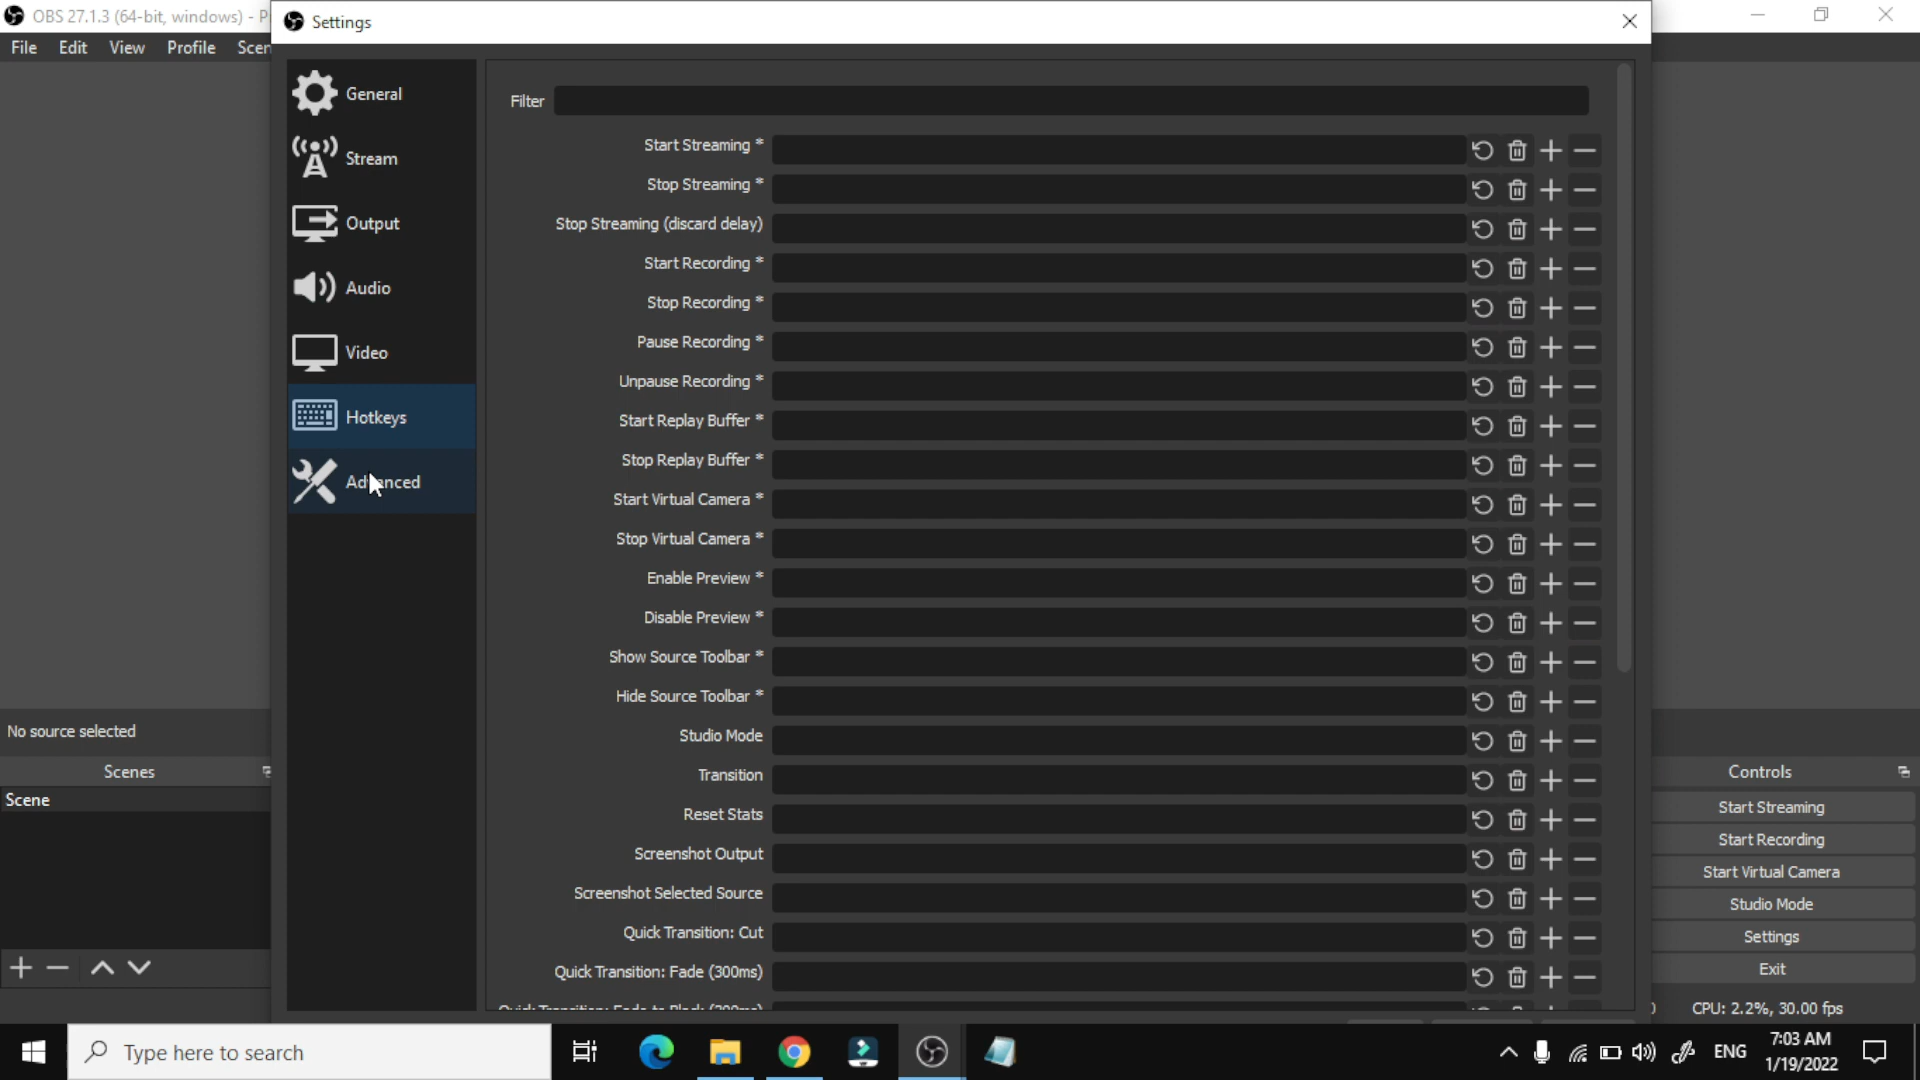 OBS 27.1.3 (64-bit, windows) - P
Settings
File Edit View Profile Scen
General
Stream
Output
Audio
Video
Hotkeys
Advanced
Filter
Start Streaming *
Stop Streaming *
Stop Streaming (discard delay)
Start Recording *
Stop Recording *
Pause Recording *
Unpause Recording *
Start Replay Buffer *
Stop Replay Buffer *
Start Virtual Camera *
Stop Virtual Camera *
Enable Preview *
Disable Preview *
Show Source Toolbar *
Hide Source Toolbar *
Studio Mode
Transition
Reset Stats
Screenshot Output
Screenshot Selected Source
Quick Transition: Cut
Quick Transition: Fade (300ms)
No source selected
Scenes
Scene
Controls
Start Streaming
Start Recording
Start Virtual Camera
Studio Mode
Settings
Exit
CPU: 2.2%, 30.00 fps
Type here to search
ENG
7:03 AM
1/19/2022